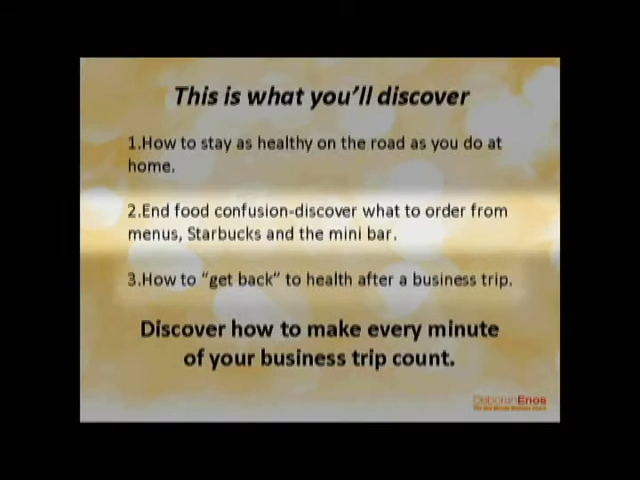 This is what you'll discover
1.How to stay as healthy on the road as you do at
home.
2.End food confusion-discover what to order from
menus, Starbucks and the mini bar.
3.How to "get back" to health after a business trip.
Discover how to make every minute
of your business trip count.
DeborahEnos